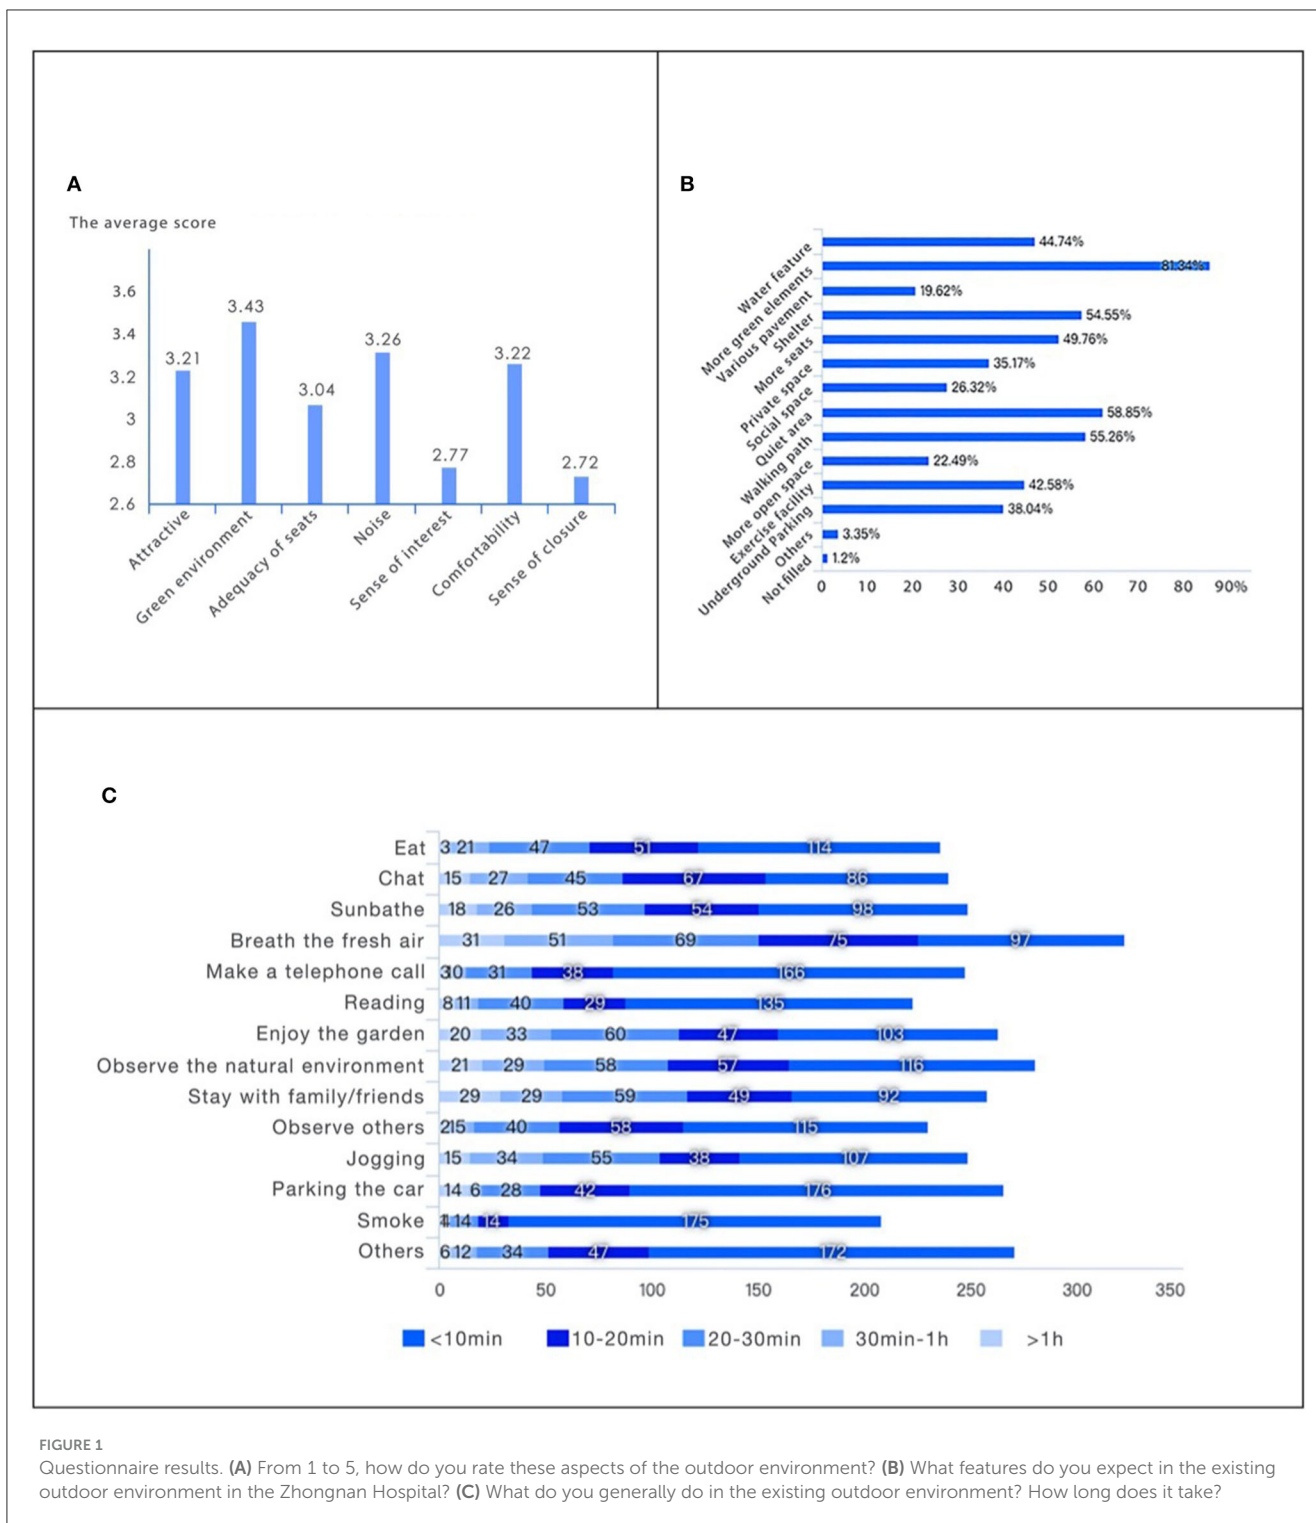 A
The average score
3.6
3.4
3.2
3
2.8
2.6
3.21
3.43
3.04
3.26
2.77
3.22
2.72
Attractive
Green environment
Adequacy of seats
Noise
Sense of interest
Comfortability
Sense of closure
B
Water feature
More green elements
Various pavement
Shelter
More seats
Private space
Social space
Quiet area
Walking path
More open space
Exercise facility
Underground Parking
Others
Not filled
44.74%
81.34%
19.62%
54.55%
49.76%
35.17%
26.32%
58.85%
55.26%
22.49%
42.58%
38.04%
3.35%
1.2%
0 10 20 30 40 50 60 70 80 90%
C
Eat 3 21 47 51 114
Chat 15 27 45 67 86
Sunbathe 18 26 53 54 98
Breath the fresh air 31 51 69 75 97
Make a telephone call 31 38 166
Reading 8 11 40 29 135
Enjoy the garden 20 33 60 47 103
Observe the natural environment 21 29 58 57 116
Stay with family/friends 29 29 59 49 92
Observe others 2 15 40 58 115
Jogging 15 34 55 38 107
Parking the car 14 6 28 42 176
Smoke 14 14 175
Others 6 12 34 47 172
0 50 100 150 200 250 300 350
<10min 10-20min 20-30min 30min-1h >1h
FIGURE 1
Questionnaire results. (A) From 1 to 5, how do you rate these aspects of the outdoor environment? (B) What features do you expect in the existing
outdoor environment in the Zhongnan Hospital? (C) What do you generally do in the existing outdoor environment? How long does it take?